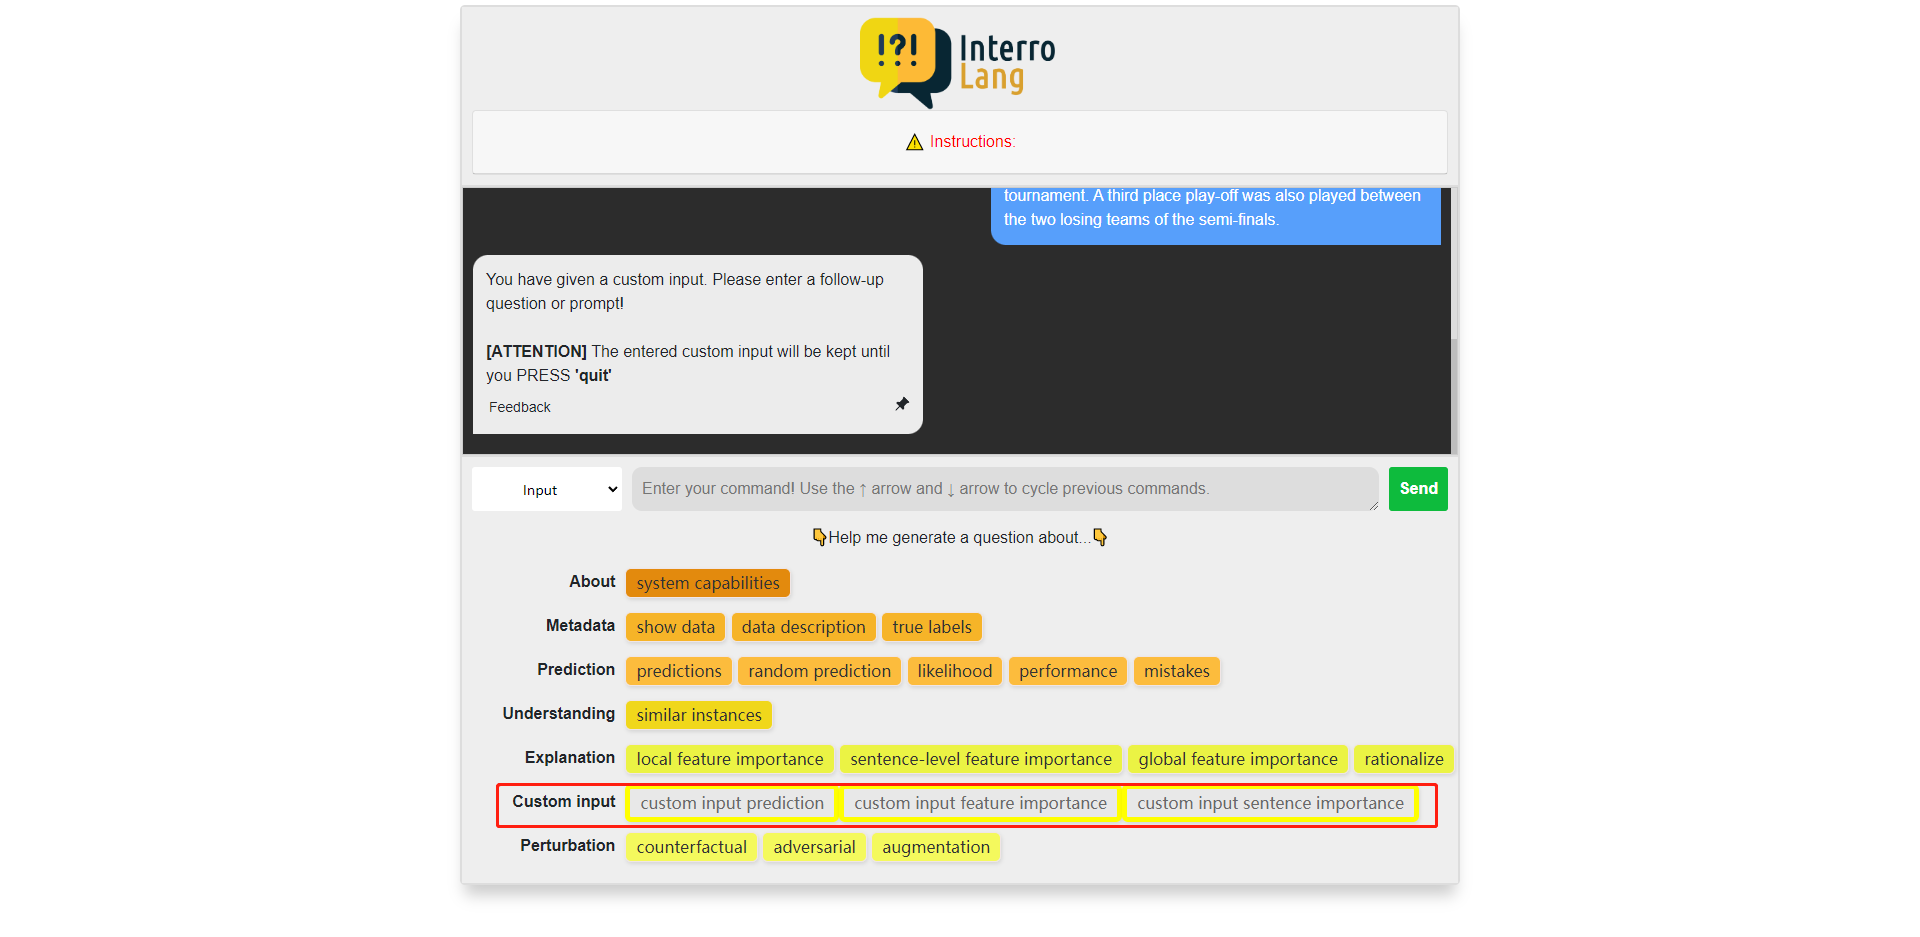 !?!
Interro
Lang
⚠ Instructions:
tournament. A third place play-off was also played between
the two losing teams of the semi-finals.
You have given a custom input. Please enter a follow-up
question or prompt!
[ATTENTION] The entered custom input will be kept until
you PRESS 'quit'
Feedback
Input
Enter your command! Use the ↑ arrow and ↓ arrow to cycle previous commands.
Send
👇Help me generate a question about...👇
About system capabilities
Metadata show data data description true labels
Prediction predictions random prediction likelihood performance mistakes
Understanding similar instances
Explanation local feature importance sentence-level feature importance global feature importance rationalize
Custom input custom input prediction custom input feature importance custom input sentence importance
Perturbation counterfactual adversarial augmentation